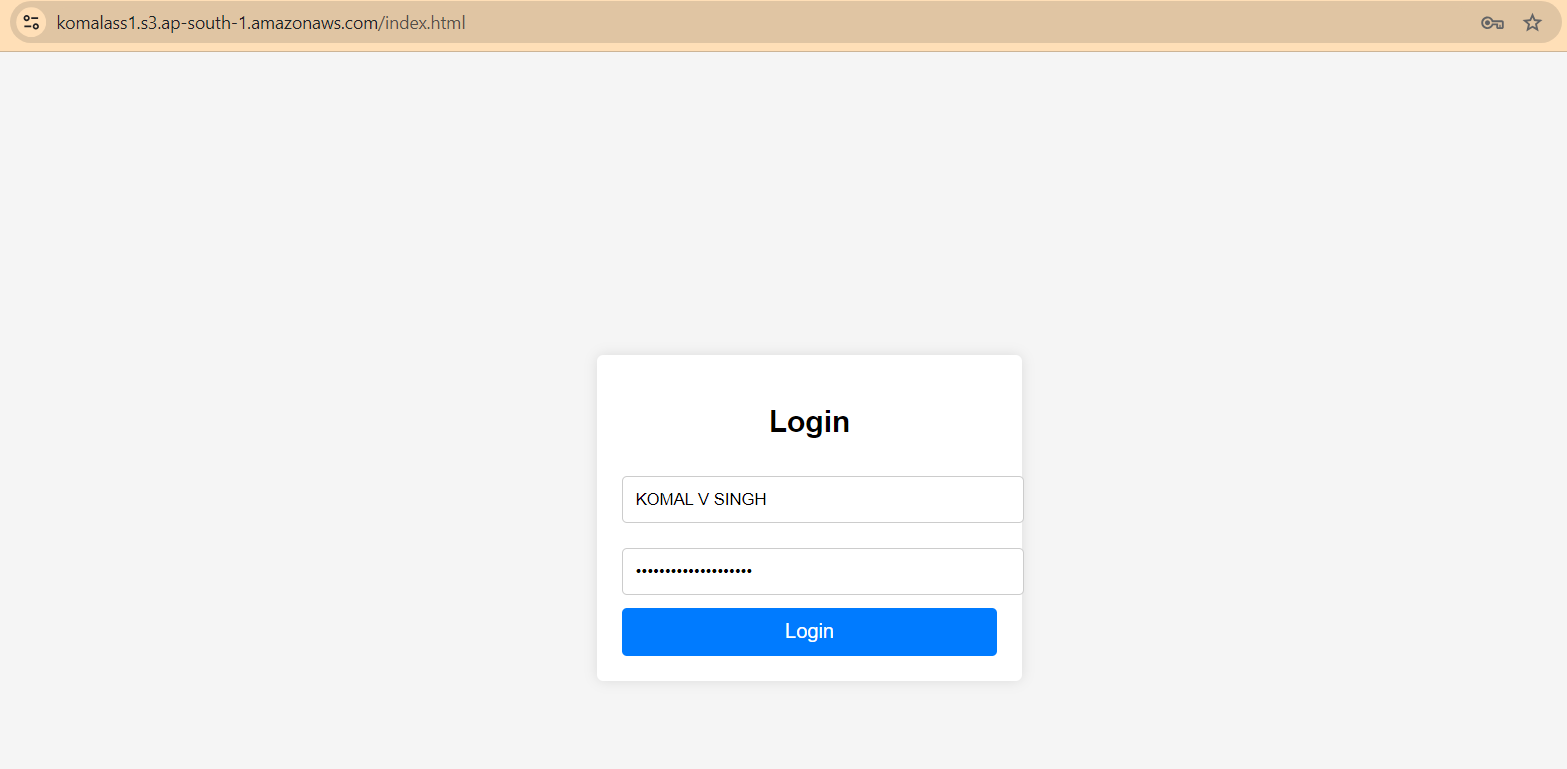 komalass1.s3.ap-south-1.amazonaws.com/index.html
Login
KOMAL V SINGH
••••••••••••••••••••
Login